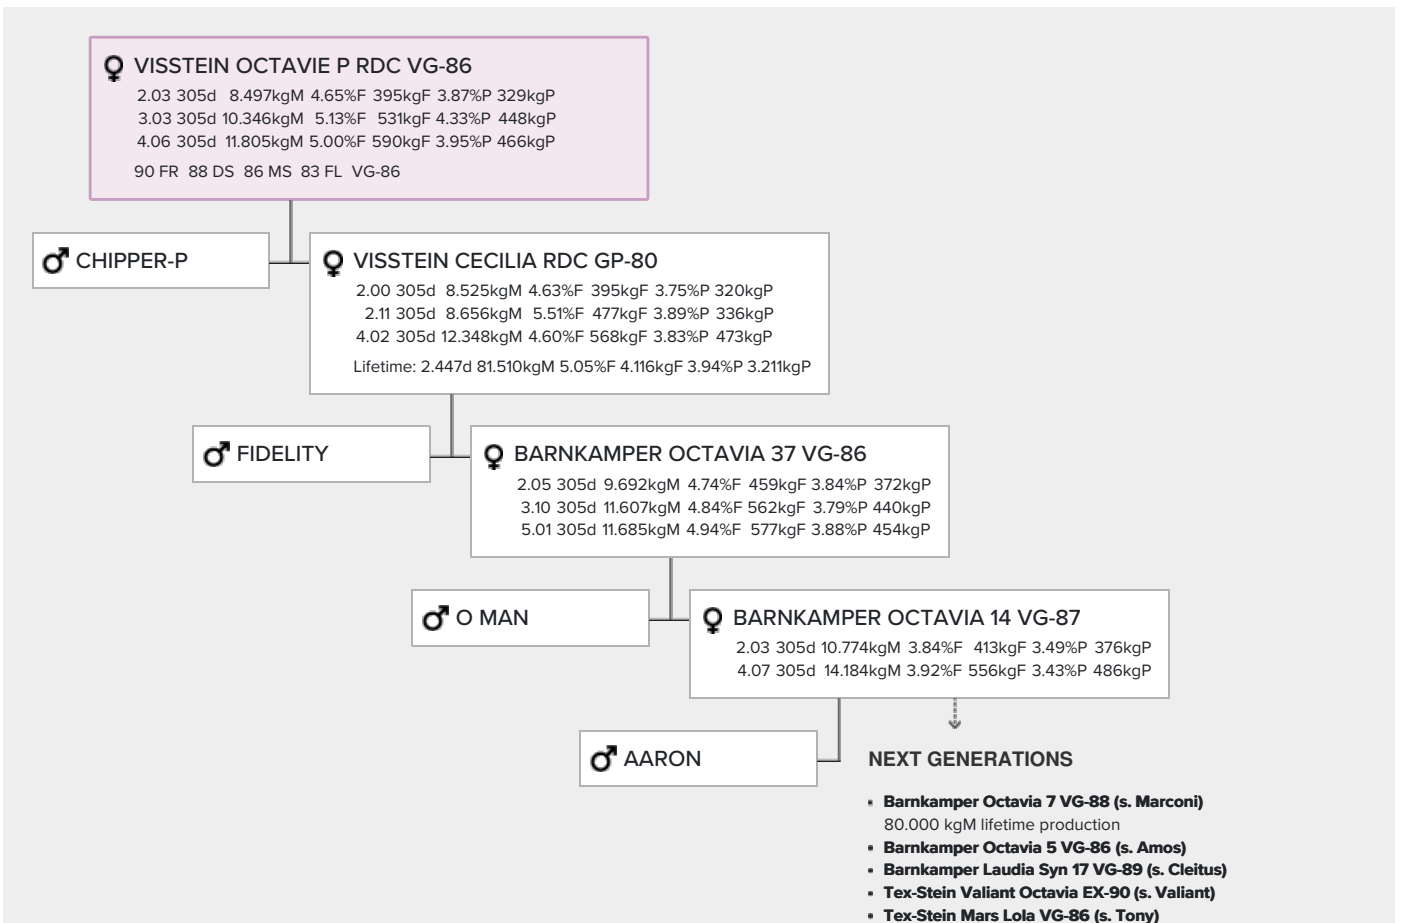 VISSTEIN OCTAVIE P RDC VG-86
2.03 305d 8.497kgM 4.65%F 395kgF 3.87%P 329kgP
3.03 305d 10.346kgM 5.13%F 531kgF 4.33%P 448kgP
4.06 305d 11.805kgM 5.00%F 590kgF 3.95%P 466kgP
90 FR 88 DS 86 MS 83 FL VG-86
CHIPPER-P
VISSTEIN CECILIA RDC GP-80
2.00 305d 8.525kgM 4.63%F 395kgF 3.75%P 320kgP
2.11 305d 8.656kgM 5.51%F 477kgF 3.89%P 336kgP
4.02 305d 12.348kgM 4.60%F 568kgF 3.83%P 473kgP
Lifetime: 2.447d 81.510kgM 5.05%F 4.116kgF 3.94%P 3.211kgP
FIDELITY
BARNKAMPER OCTAVIA 37 VG-86
2.05 305d 9.692kgM 4.74%F 459kgF 3.84%P 372kgP
3.10 305d 11.607kgM 4.84%F 562kgF 3.79%P 440kgP
5.01 305d 11.685kgM 4.94%F 577kgF 3.88%P 454kgP
O MAN
BARNKAMPER OCTAVIA 14 VG-87
2.03 305d 10.774kgM 3.84%F 413kgF 3.49%P 376kgP
4.07 305d 14.184kgM 3.92%F 556kgF 3.43%P 486kgP
AARON
NEXT GENERATIONS
Barnkamper Octavia 7 VG-88 (s. Marconi)
80.000 kgM lifetime production
Barnkamper Octavia 5 VG-86 (s. Amos)
Barnkamper Laudia Syn 17 VG-89 (s. Cleitus)
Tex-Stein Valiant Octavia EX-90 (s. Valiant)
Tex-Stein Mars Lola VG-86 (s. Tony)